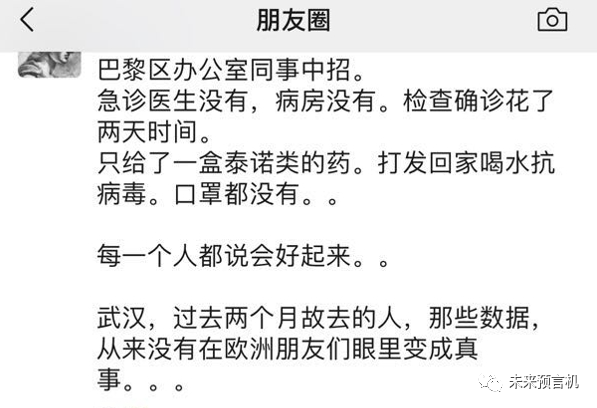 朋友圈
巴黎区办公室同事中招。
急诊医生没有，病房没有。检查确诊花了
两天时间。
只给了一盒泰诺类的药。打发回家喝水抗
病毒。口罩都没有。。
每一个人都说会好起来。。
武汉，过去两个月故去的人，那些数据，
从来没有在欧洲朋友们眼里变成真
事。。。
未来预言机